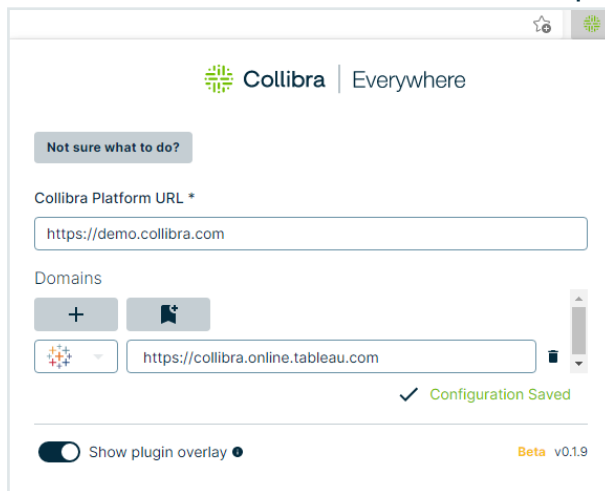 Collibra Everywhere
Not sure what to do?
Collibra Platform URL *
https://demo.collibra.com
Domains
https://collibra.online.tableau.com
Configuration Saved
Show plugin overlay
Beta v0.1.9